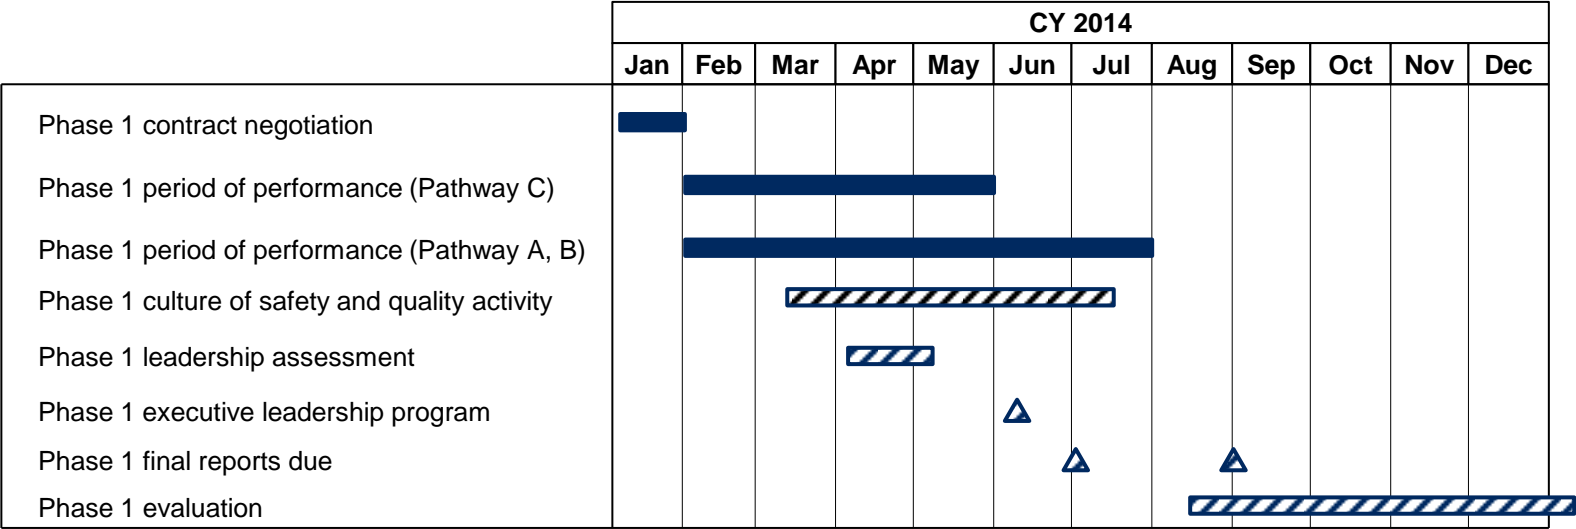 CY 2014
Jan Feb Mar Apr May Jun Jul Aug Sep Oct Nov Dec
Phase 1 contract negotiation
Phase 1 period of performance (Pathway C)
Phase 1 period of performance (Pathway A, B)
Phase 1 culture of safety and quality activity
Phase 1 leadership assessment
Phase 1 executive leadership program
Phase 1 final reports due
Phase 1 evaluation